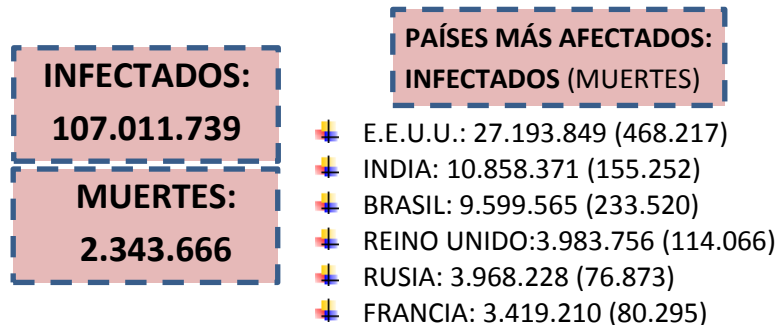 INFECTADOS:
107.011.739
MUERTES:
2.343.666
PAÍSES MÁS AFECTADOS:
INFECTADOS (MUERTES)
E.E.U.U.: 27.193.849 (468.217)
INDIA: 10.858.371 (155.252)
BRASIL: 9.599.565 (233.520)
REINO UNIDO:3.983.756 (114.066)
RUSIA: 3.968.228 (76.873)
FRANCIA: 3.419.210 (80.295)